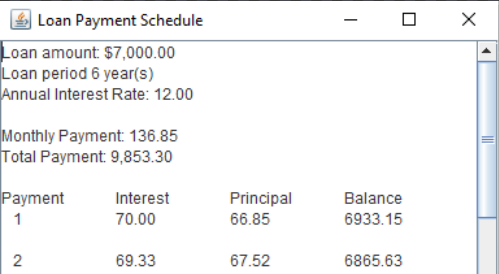 Loan Payment Schedule
Loan amount: $7,000.00
Loan period 6 year(s)
Annual Interest Rate: 12.00
Monthly Payment: 136.85
Total Payment: 9,853.30
Payment Interest Principal Balance
1 70.00 66.85 6933.15
2 69.33 67.52 6865.63